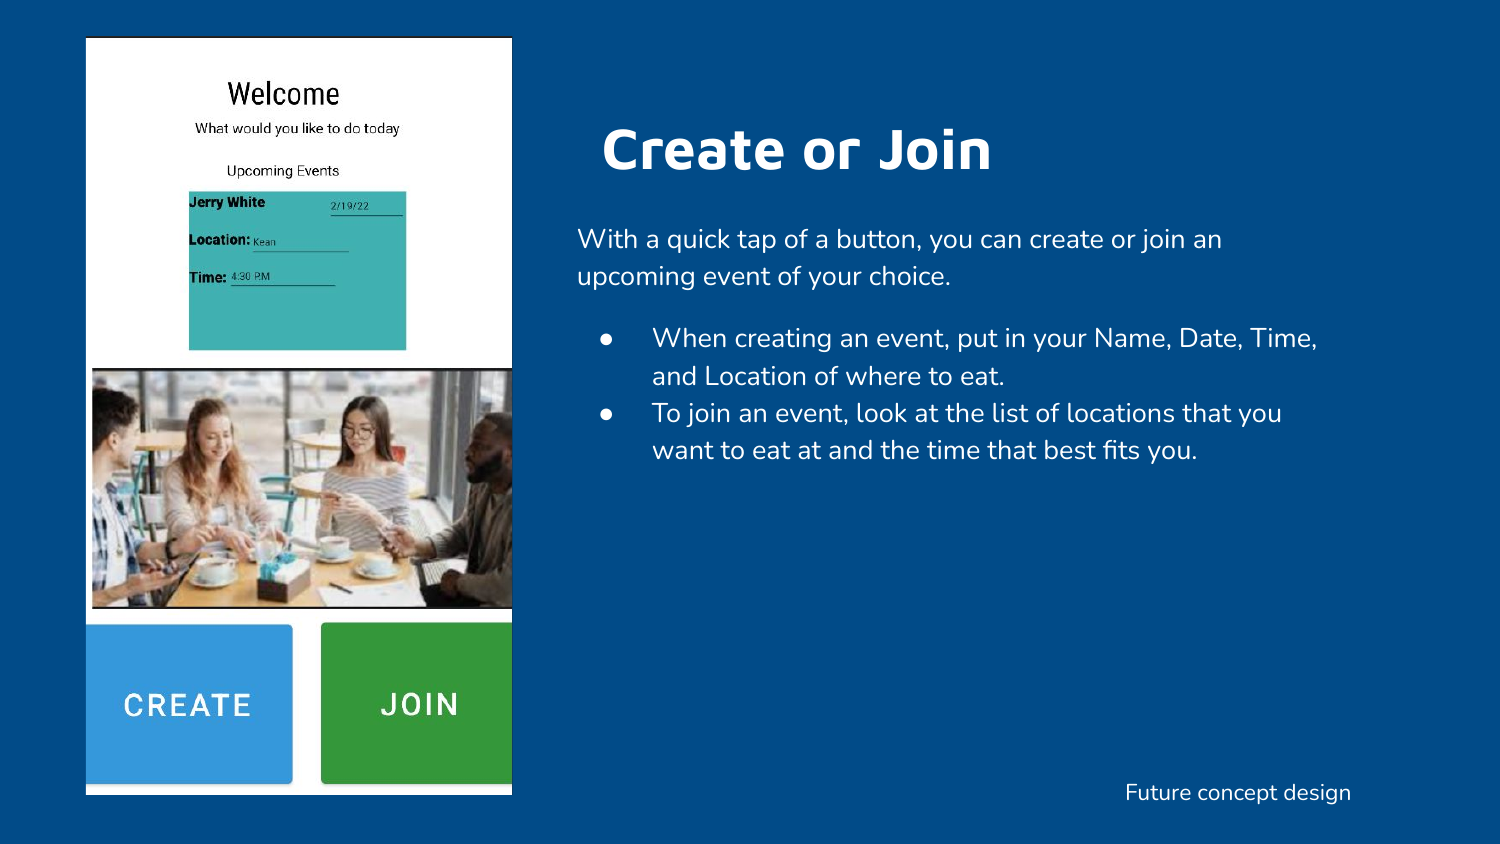 Welcome
What would you like to do today
Upcoming Events
Jerry White 2/19/22
Location: Kean
Time: 4:30 P.M
CREATE
JOIN
Create or Join
With a quick tap of a button, you can create or join an
upcoming event of your choice.
● When creating an event, put in your Name, Date, Time,
and Location of where to eat.
● To join an event, look at the list of locations that you
want to eat at and the time that best fits you.
Future concept design